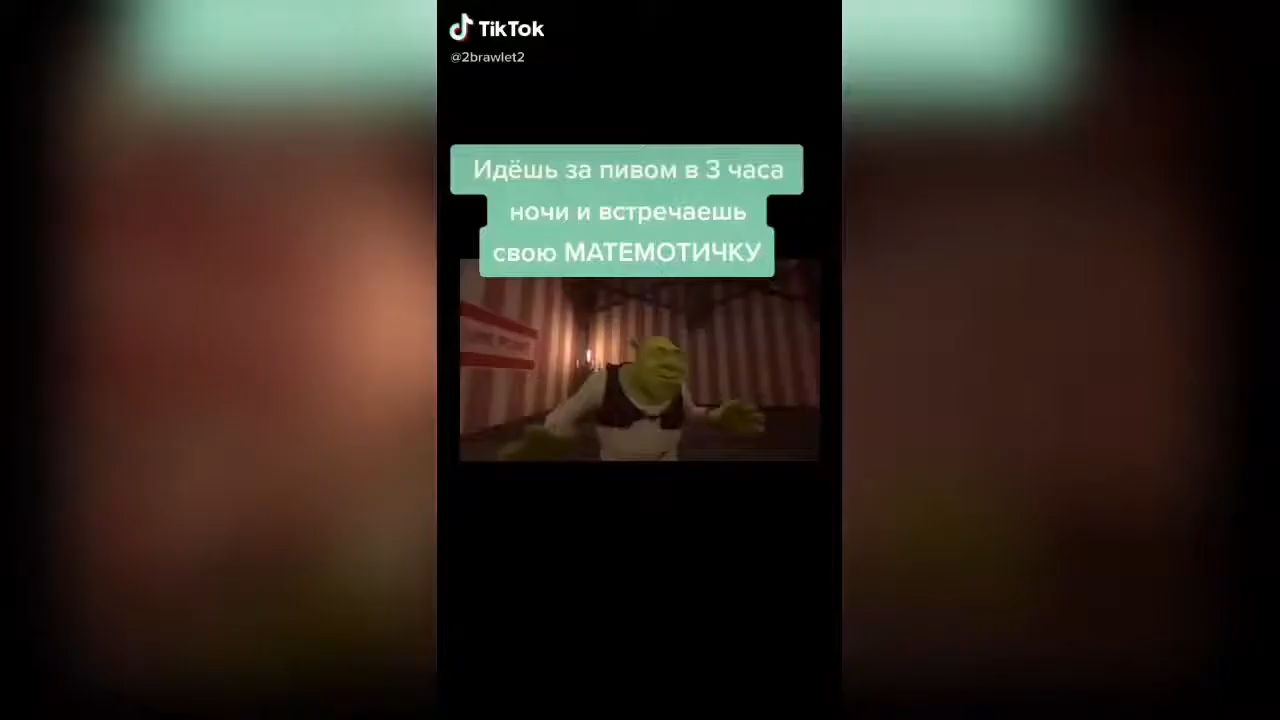 TikTok
@2brawlet2
Идёшь за пивом в 3 часа
ночи и встречаешь
свою МАТЕМОТИЧКУ